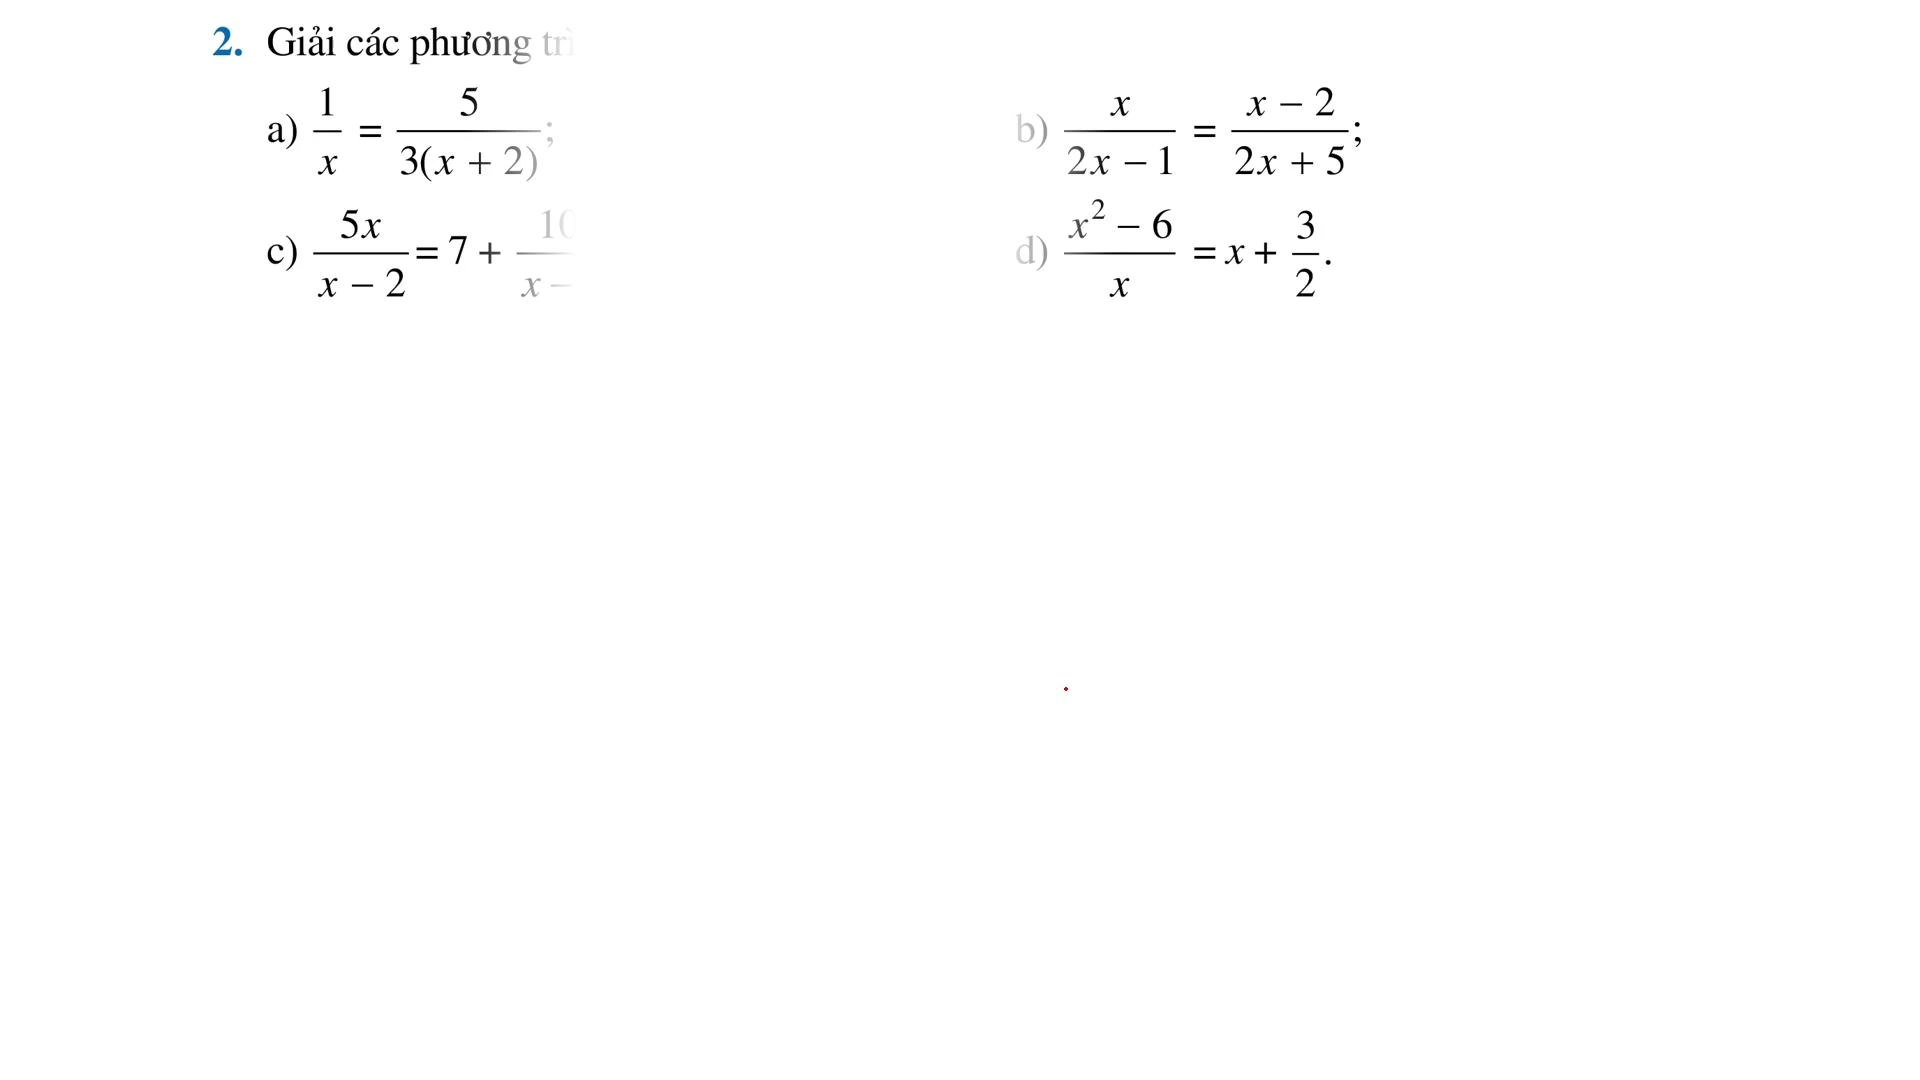 2. Giải các phương
a) 1/x = 5/(3(x + 2));
b) x/(2x − 1) = (x − 2)/(2x + 5);
c) 5x/(x − 2) = 7 +
d) (x² − 6)/x = x + 3/2.